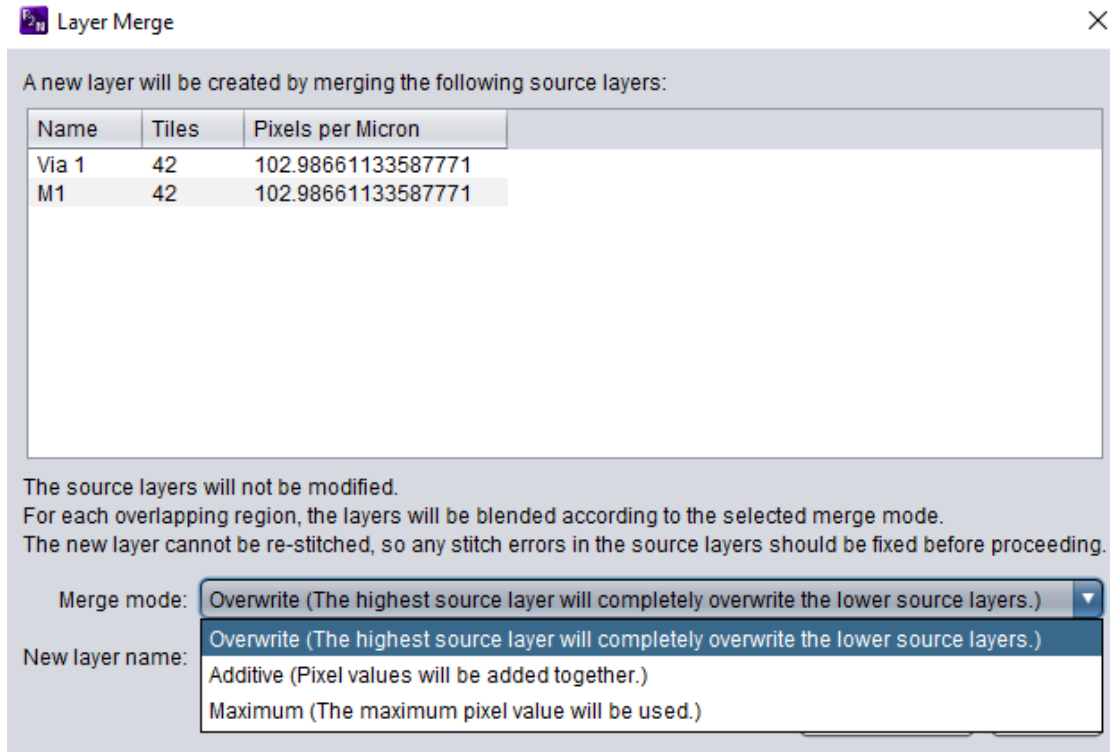 P2N Layer Merge
A new layer will be created by merging the following source layers:
Name Tiles Pixels per Micron
Via 1 42 102.98661133587771
M1 42 102.98661133587771
The source layers will not be modified.
For each overlapping region, the layers will be blended according to the selected merge mode.
The new layer cannot be re-stitched, so any stitch errors in the source layers should be fixed before proceeding.
Merge mode: Overwrite (The highest source layer will completely overwrite the lower source layers.)
Overwrite (The highest source layer will completely overwrite the lower source layers.)
New layer name:
Additive (Pixel values will be added together.)
Maximum (The maximum pixel value will be used.)